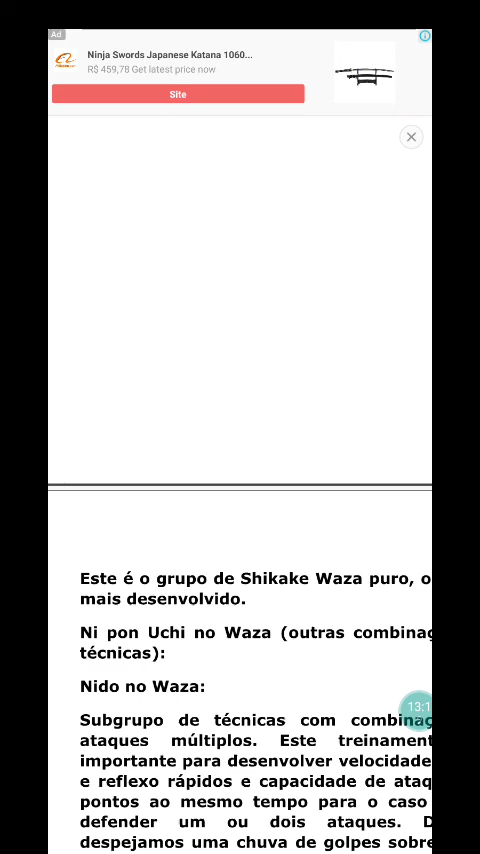 Ad
Ninja Swords Japanese Katana 1060...
R$ 459,78 Get latest price now
Site
Este é o grupo de Shikake Waza puro, o
mais desenvolvido.
Ni pon Uchi no Waza (outras combinaç
técnicas):
Nido no Waza:
13:1
Subgrupo de técnicas com combinaç
ataques múltiplos. Este treinament
importante para desenvolver velocidade
e reflexo rápidos e capacidade de ataq
pontos ao mesmo tempo para o caso
defender um ou dois ataques. D
despejamos uma chuva de golpes sobre